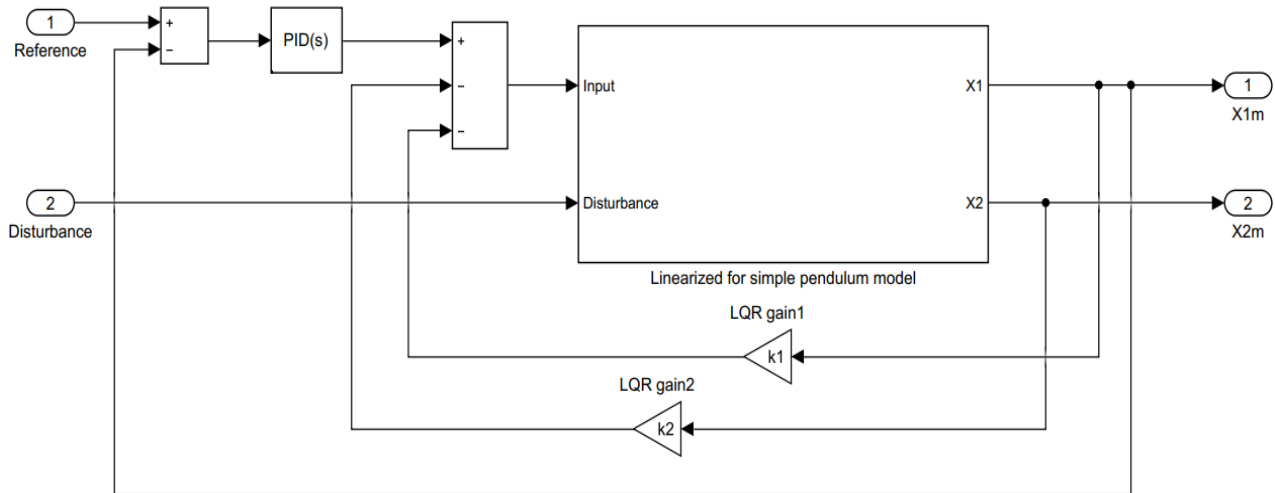 1
Reference
+
−
PID(s)
+
−
−
Input
X1
1
X1m
2
Disturbance
Disturbance
X2
2
X2m
Linearized for simple pendulum model
LQR gain1
k1
LQR gain2
k2